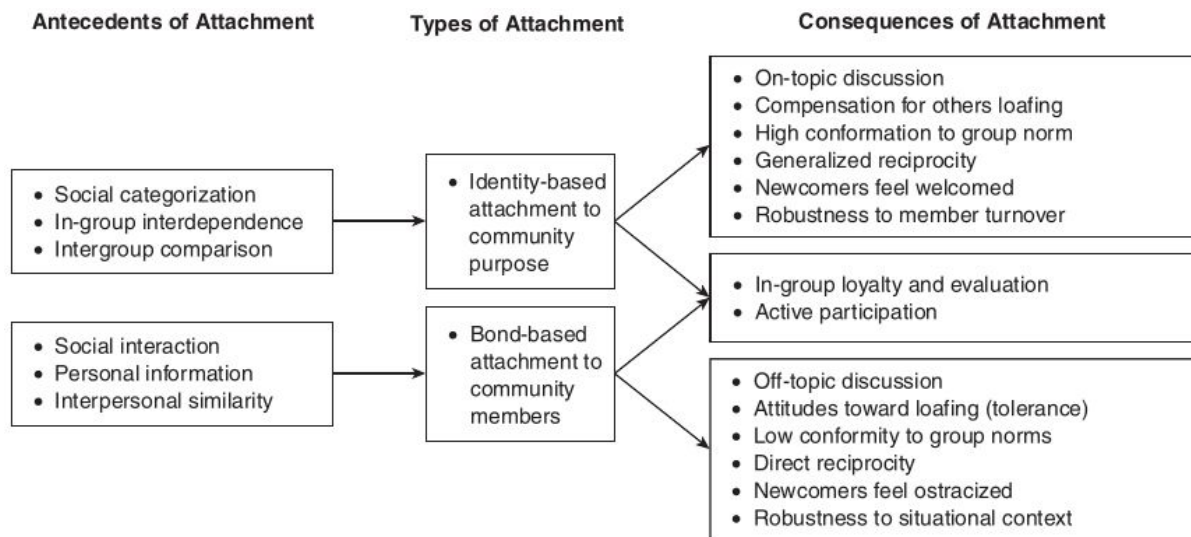 Antecedents of Attachment
Types of Attachment
Consequences of Attachment
• Social categorization
• In-group interdependence
• Intergroup comparison
• Social interaction
• Personal information
• Interpersonal similarity
• Identity-based
attachment to
community
purpose
• Bond-based
attachment to
community
members
• On-topic discussion
• Compensation for others loafing
• High conformation to group norm
• Generalized reciprocity
• Newcomers feel welcomed
• Robustness to member turnover
• In-group loyalty and evaluation
• Active participation
• Off-topic discussion
• Attitudes toward loafing (tolerance)
• Low conformity to group norms
• Direct reciprocity
• Newcomers feel ostracized
• Robustness to situational context